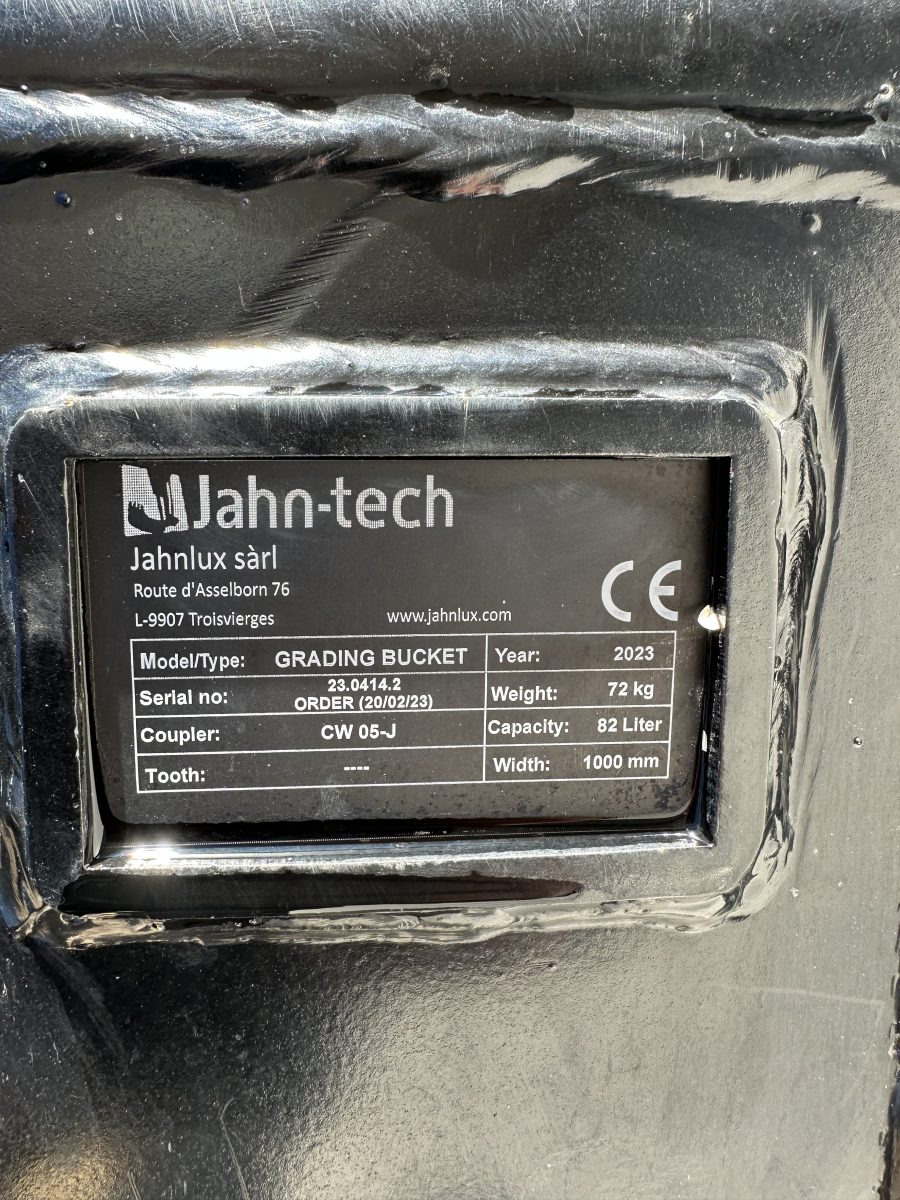 Jahn-tech
Jahnlux sàrl
Route d'Asselborn 76
L-9907 Troisvierges www.jahnlux.com CE
Model/Type: GRADING BUCKET Year: 2023
Serial no: 23.0414.2 ORDER (20/02/23) Weight: 72 kg
Coupler: CW 05-J Capacity: 82 Liter
Tooth: ---- Width: 1000 mm